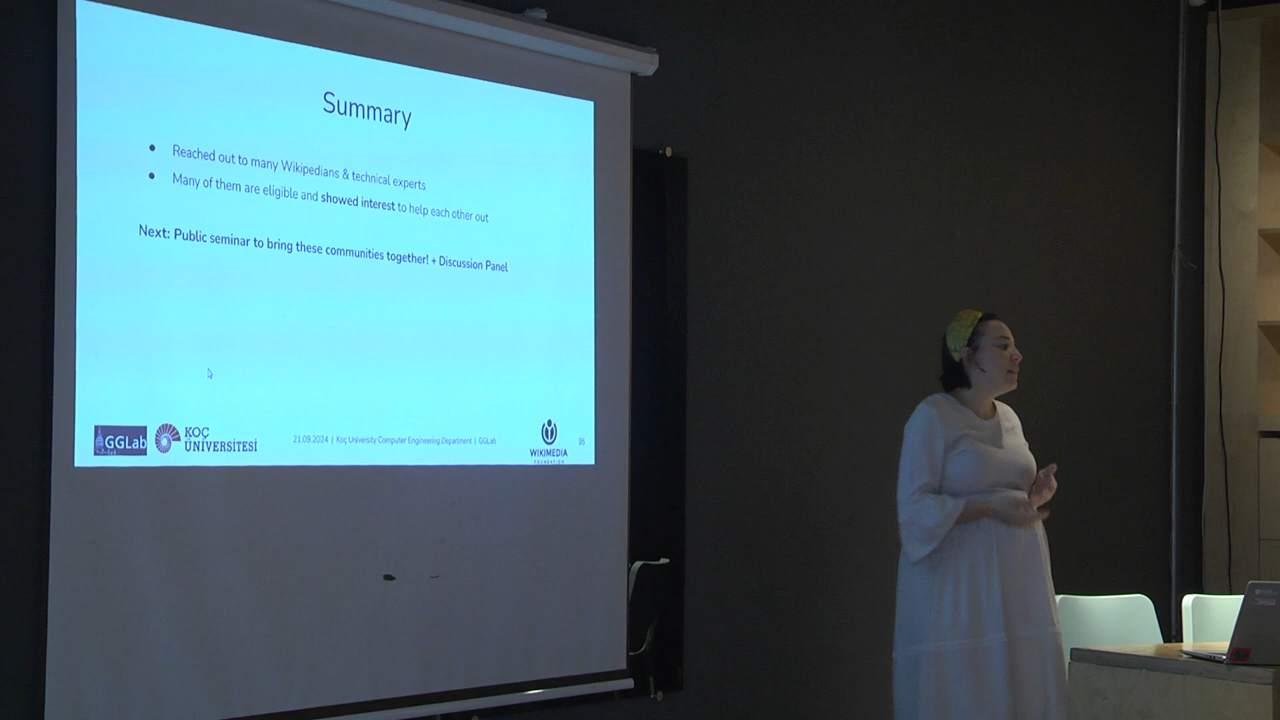 Summary
Reached out to many Wikipedians & technical experts
Many of them are eligible and showed interest to help each other out
Next: Public seminar to bring these communities together! + Discussion Panel
GGLab
KOÇ
ÜNİVERSİTESİ
21.09.2024 | Koç University Computer Engineering Department | GGLab
WIKIMEDIA
FOUNDATION